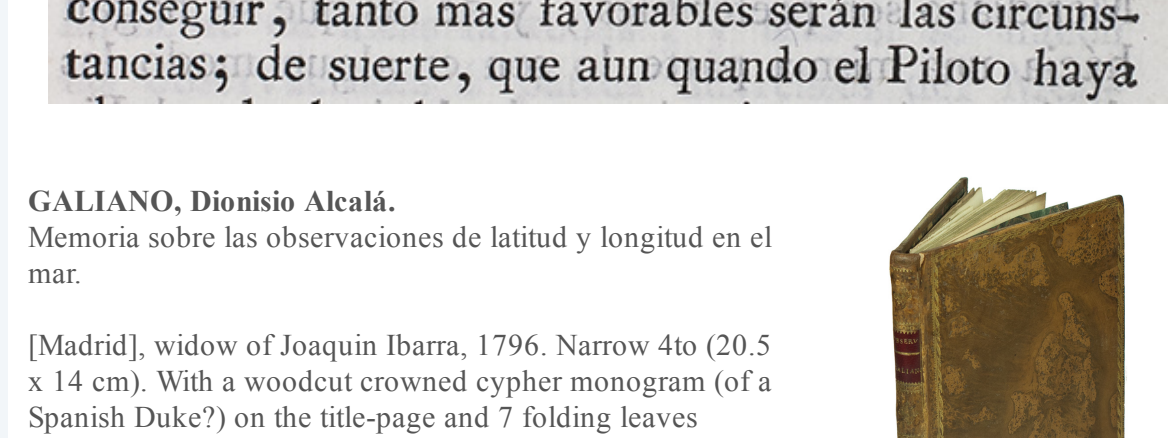 conseguir, tanto mas favorables serán las circuns-
tancias; de suerte, que aun quando el Piloto haya
GALIANO, Dionisio Alcalá.
Memoria sobre las observaciones de latitud y longitud en el
mar.
[Madrid], widow of Joaquin Ibarra, 1796. Narrow 4to (20.5
x 14 cm). With a woodcut crowned cypher monogram (of a
Spanish Duke?) on the title-page and 7 folding leaves